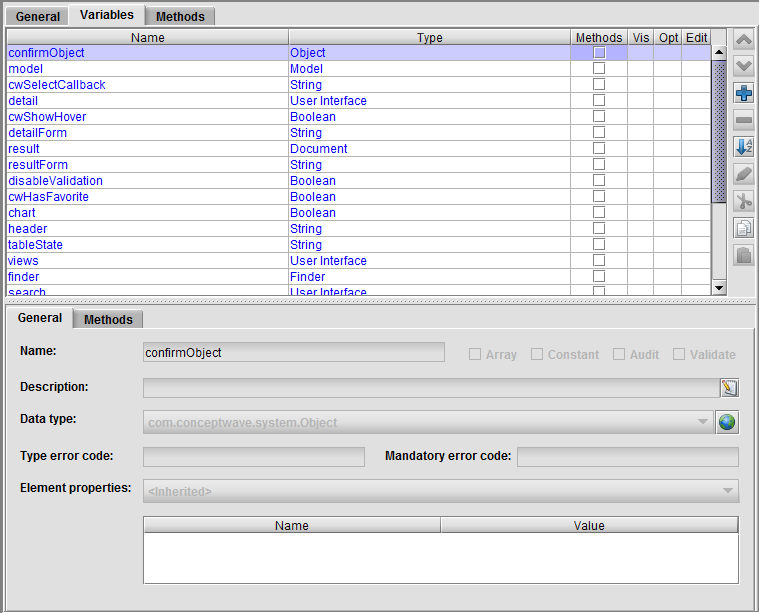 General Variables Methods
Name Type Methods Vis Opt Edit
confirmObject Object
model Model
cwSelectCallback String
detail User Interface
cwShowHover Boolean
detailForm String
result Document
resultForm String
disableValidation Boolean
cwHasFavorite Boolean
chart Boolean
header String
tableState String
views User Interface
finder Finder
search User Interface
General Methods
Name: confirmObject Array Constant Audit Validate
Description:
Data type: com.conceptwave.system.Object
Type error code: Mandatory error code:
Element properties: <Inherited>
Name Value